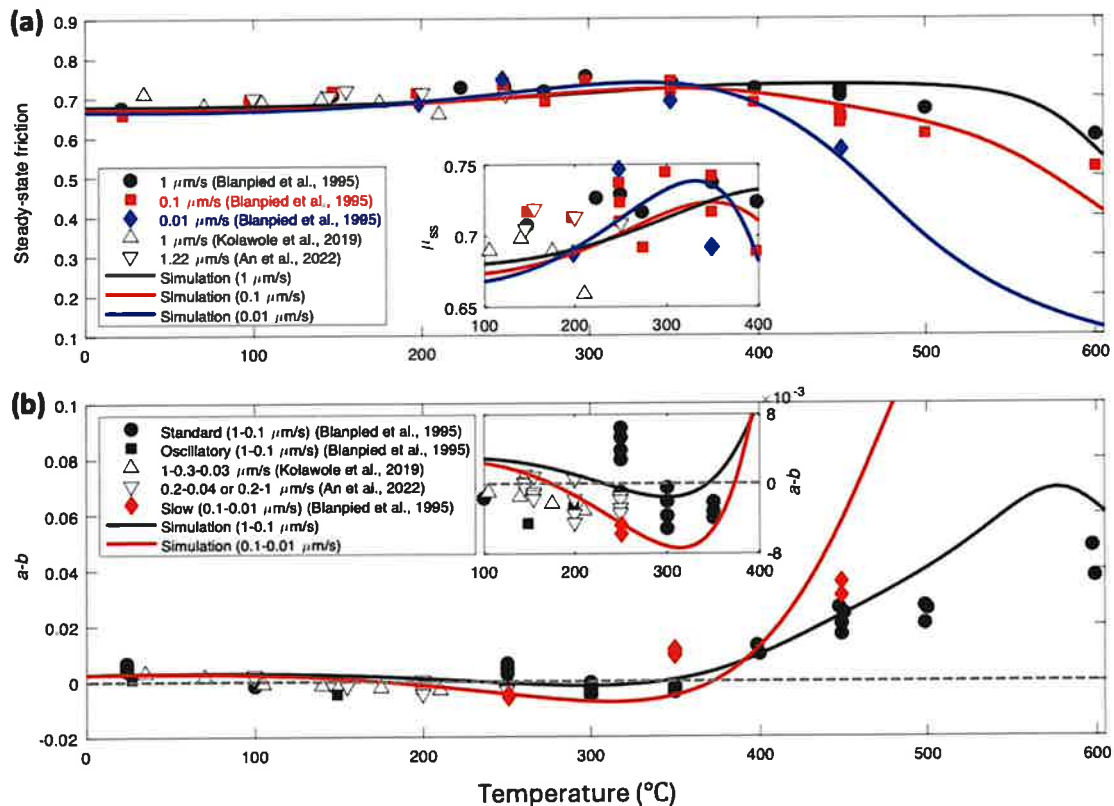 (a)
0.9
0.8
0.7
0.6
0.5
0.4
0.3
0.2
0.1
Steady-state friction
1 μm/s (Blanpied et al., 1995)
0.1 μm/s (Blanpied et al., 1995)
0.01 μm/s (Blanpied et al., 1995)
1 μm/s (Kolawole et al., 2019)
1.22 μm/s (An et al., 2022)
Simulation (1 μm/s)
Simulation (0.1 μm/s)
Simulation (0.01 μm/s)
0.75
0.7
0.65
μss
100 200 300 400
0 100 200 300 400 500 600
(b)
0.1
0.08
0.06
0.04
0.02
0
-0.02
a-b
Standard (1-0.1 μm/s) (Blanpied et al., 1995)
Oscillatory (1-0.1 μm/s) (Blanpied et al., 1995)
1-0.3-0.03 μm/s (Kolawole et al., 2019)
0.2-0.04 or 0.2-1 μm/s (An et al., 2022)
Slow (0.1-0.01 μm/s) (Blanpied et al., 1995)
Simulation (1-0.1 μm/s)
Simulation (0.1-0.01 μm/s)
× 10-3
8
0
-8
a-b
100 200 300 400
0 100 200 300 400 500 600
Temperature (°C)